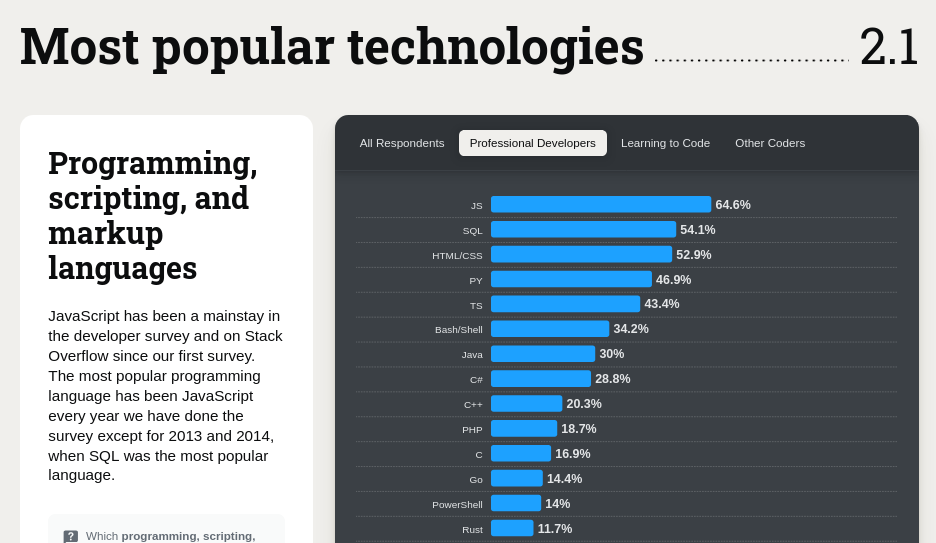 Most popular technologies 2.1
Programming,
scripting, and
markup
languages
JavaScript has been a mainstay in
the developer survey and on Stack
Overflow since our first survey.
The most popular programming
language has been JavaScript
every year we have done the
survey except for 2013 and 2014,
when SQL was the most popular
language.
Which programming, scripting,
All Respondents Professional Developers Learning to Code Other Coders
JS 64.6%
SQL 54.1%
HTML/CSS 52.9%
PY 46.9%
TS 43.4%
Bash/Shell 34.2%
Java 30%
C# 28.8%
C++ 20.3%
PHP 18.7%
C 16.9%
Go 14.4%
PowerShell 14%
Rust 11.7%